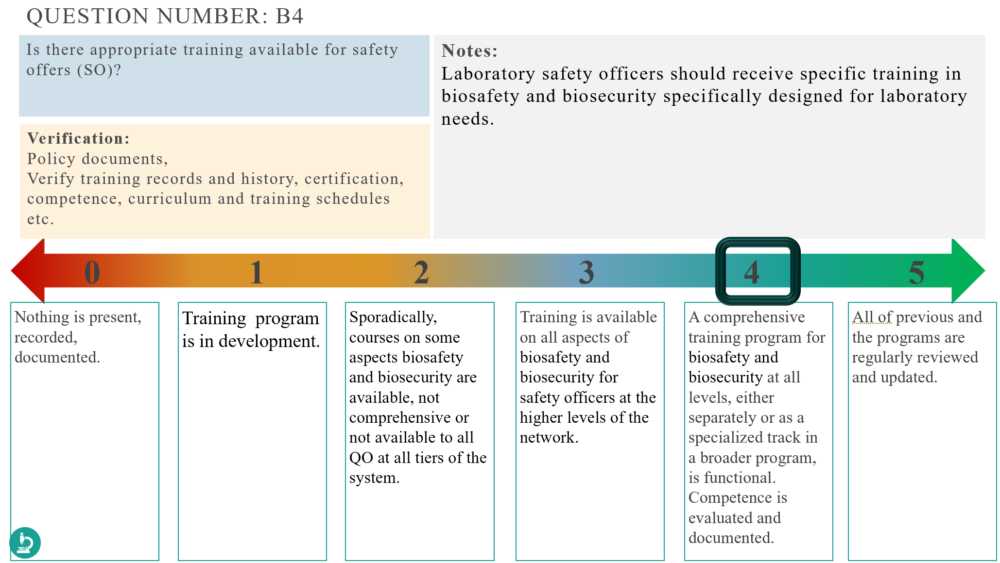 QUESTION NUMBER: B4
Is there appropriate training available for safety
offers (SO)?
Verification:
Policy documents,
Verify training records and history, certification,
competence, curriculum and training schedules
etc.
Notes:
Laboratory safety officers should receive specific training in
biosafety and biosecurity specifically designed for laboratory
needs.
0
1
2
3
4
5
Nothing is present,
recorded,
documented.
Training program
is in development.
Sporadically,
courses on some
aspects biosafety
and biosecurity are
available, not
comprehensive or
not available to all
QO at all tiers of the
system.
Training is available
on all aspects of
biosafety and
biosecurity for
safety officers at the
higher levels of the
network.
A comprehensive
training program for
biosafety and
biosecurity at all
levels, either
separately or as a
specialized track in
a broader program,
is functional.
Competence is
evaluated and
documented.
All of previous and
the programs are
regularly reviewed
and updated.